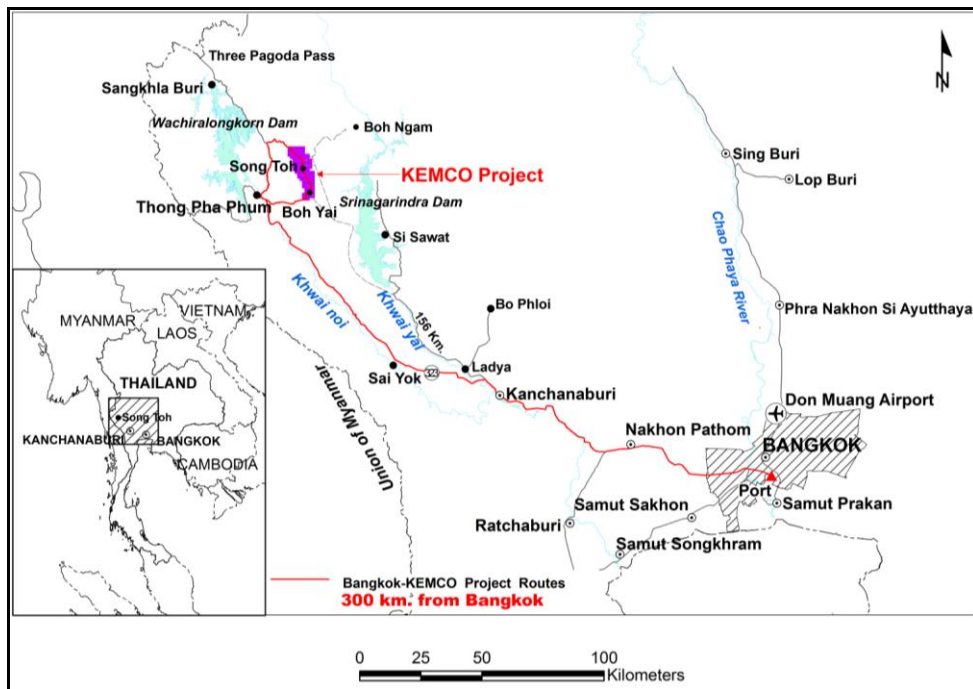 Three Pagoda Pass
Sangkhla Buri
N
Wachiralongkorn Dam
Boh Ngam
Sing Buri
Song Toh
KEMCO Project
Lop Buri
Thong Pha Phum
Boh Yai
Srinagarindra Dam
Si Sawat
Chao Phaya River
Khwai noi
Khwai yai
Bo Phloi
Phra Nakhon Si Ayutthaya
156 Km.
Ladya
Sai Yok
323
Kanchanaburi
Don Muang Airport
Nakhon Pathom
BANGKOK
Union of Myanmar
Port
Samut Sakhon
Samut Prakan
Ratchaburi
Samut Songkhram
MYANMAR
VIETNAM
LAOS
THAILAND
Song Toh
KANCHANABURI
BANGKOK
CAMBODIA
Bangkok-KEMCO Project Routes
300 km. from Bangkok
0 25 50 100
Kilometers